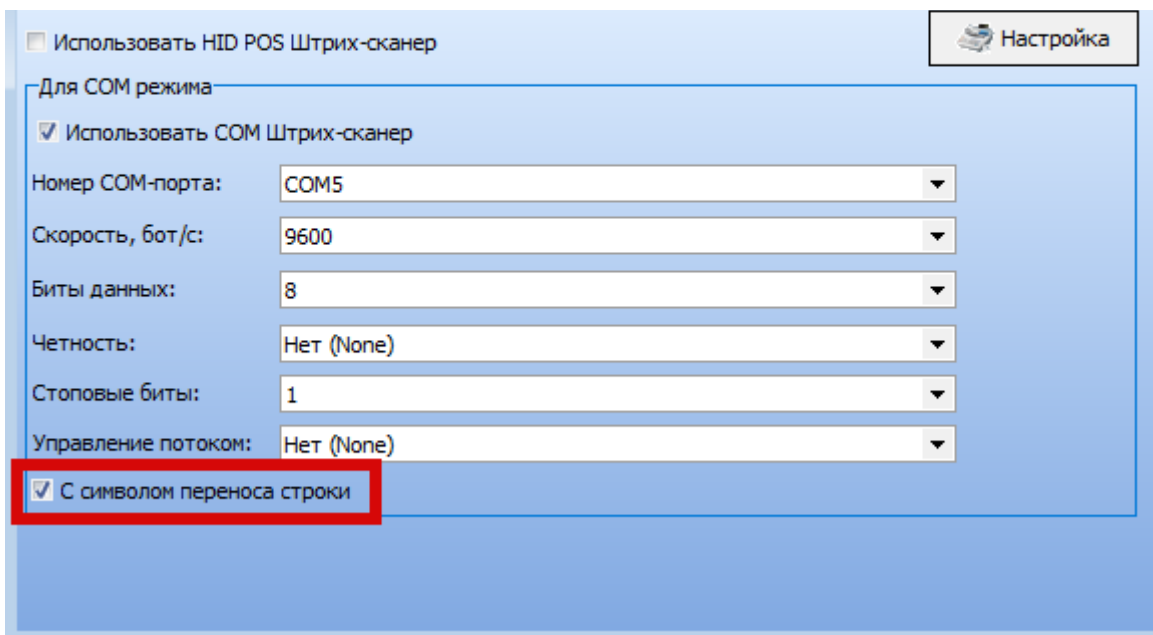 Использовать HID POS Штрих-сканер
Настройка
Для COM режима
Использовать COM Штрих-сканер
Номер COM-порта: COM5
Скорость, бот/с: 9600
Биты данных: 8
Четность: Нет (None)
Стоповые биты: 1
Управление потоком: Нет (None)
С символом переноса строки